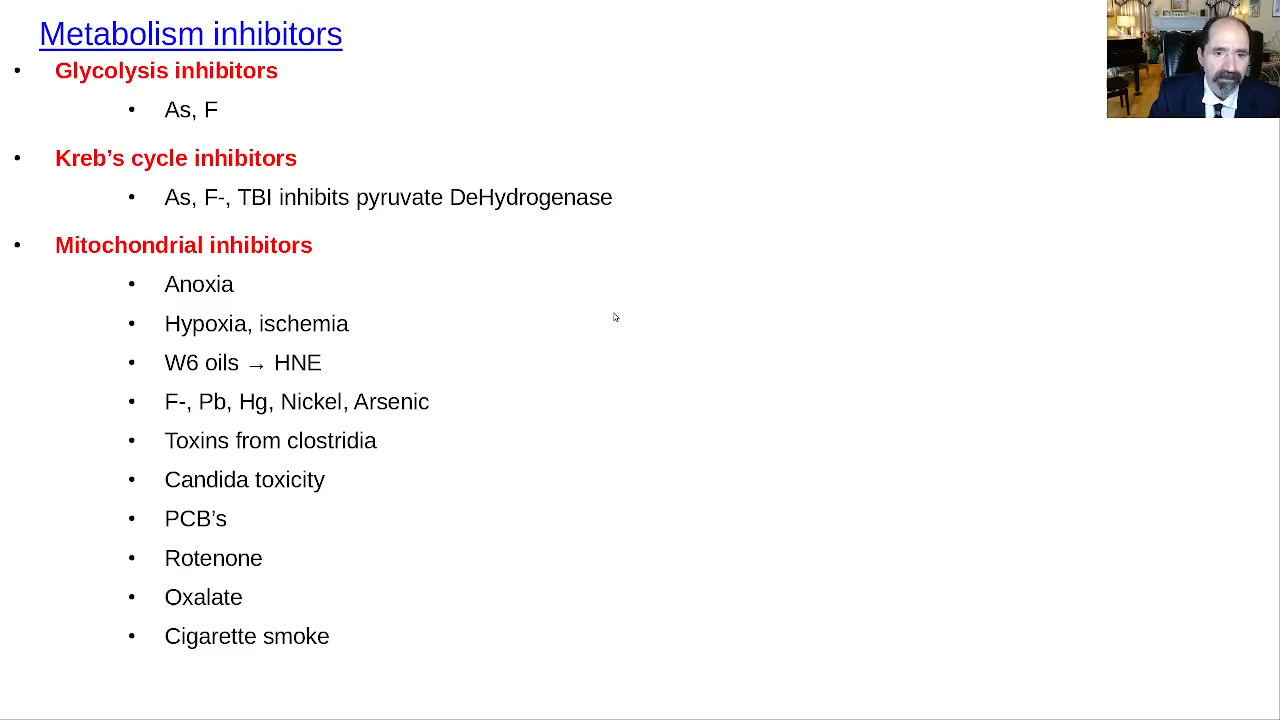 Metabolism inhibitors
• Glycolysis inhibitors
• As, F
• Kreb’s cycle inhibitors
• As, F-, TBI inhibits pyruvate DeHydrogenase
• Mitochondrial inhibitors
• Anoxia
• Hypoxia, ischemia
• W6 oils → HNE
• F-, Pb, Hg, Nickel, Arsenic
• Toxins from clostridia
• Candida toxicity
• PCB’s
• Rotenone
• Oxalate
• Cigarette smoke